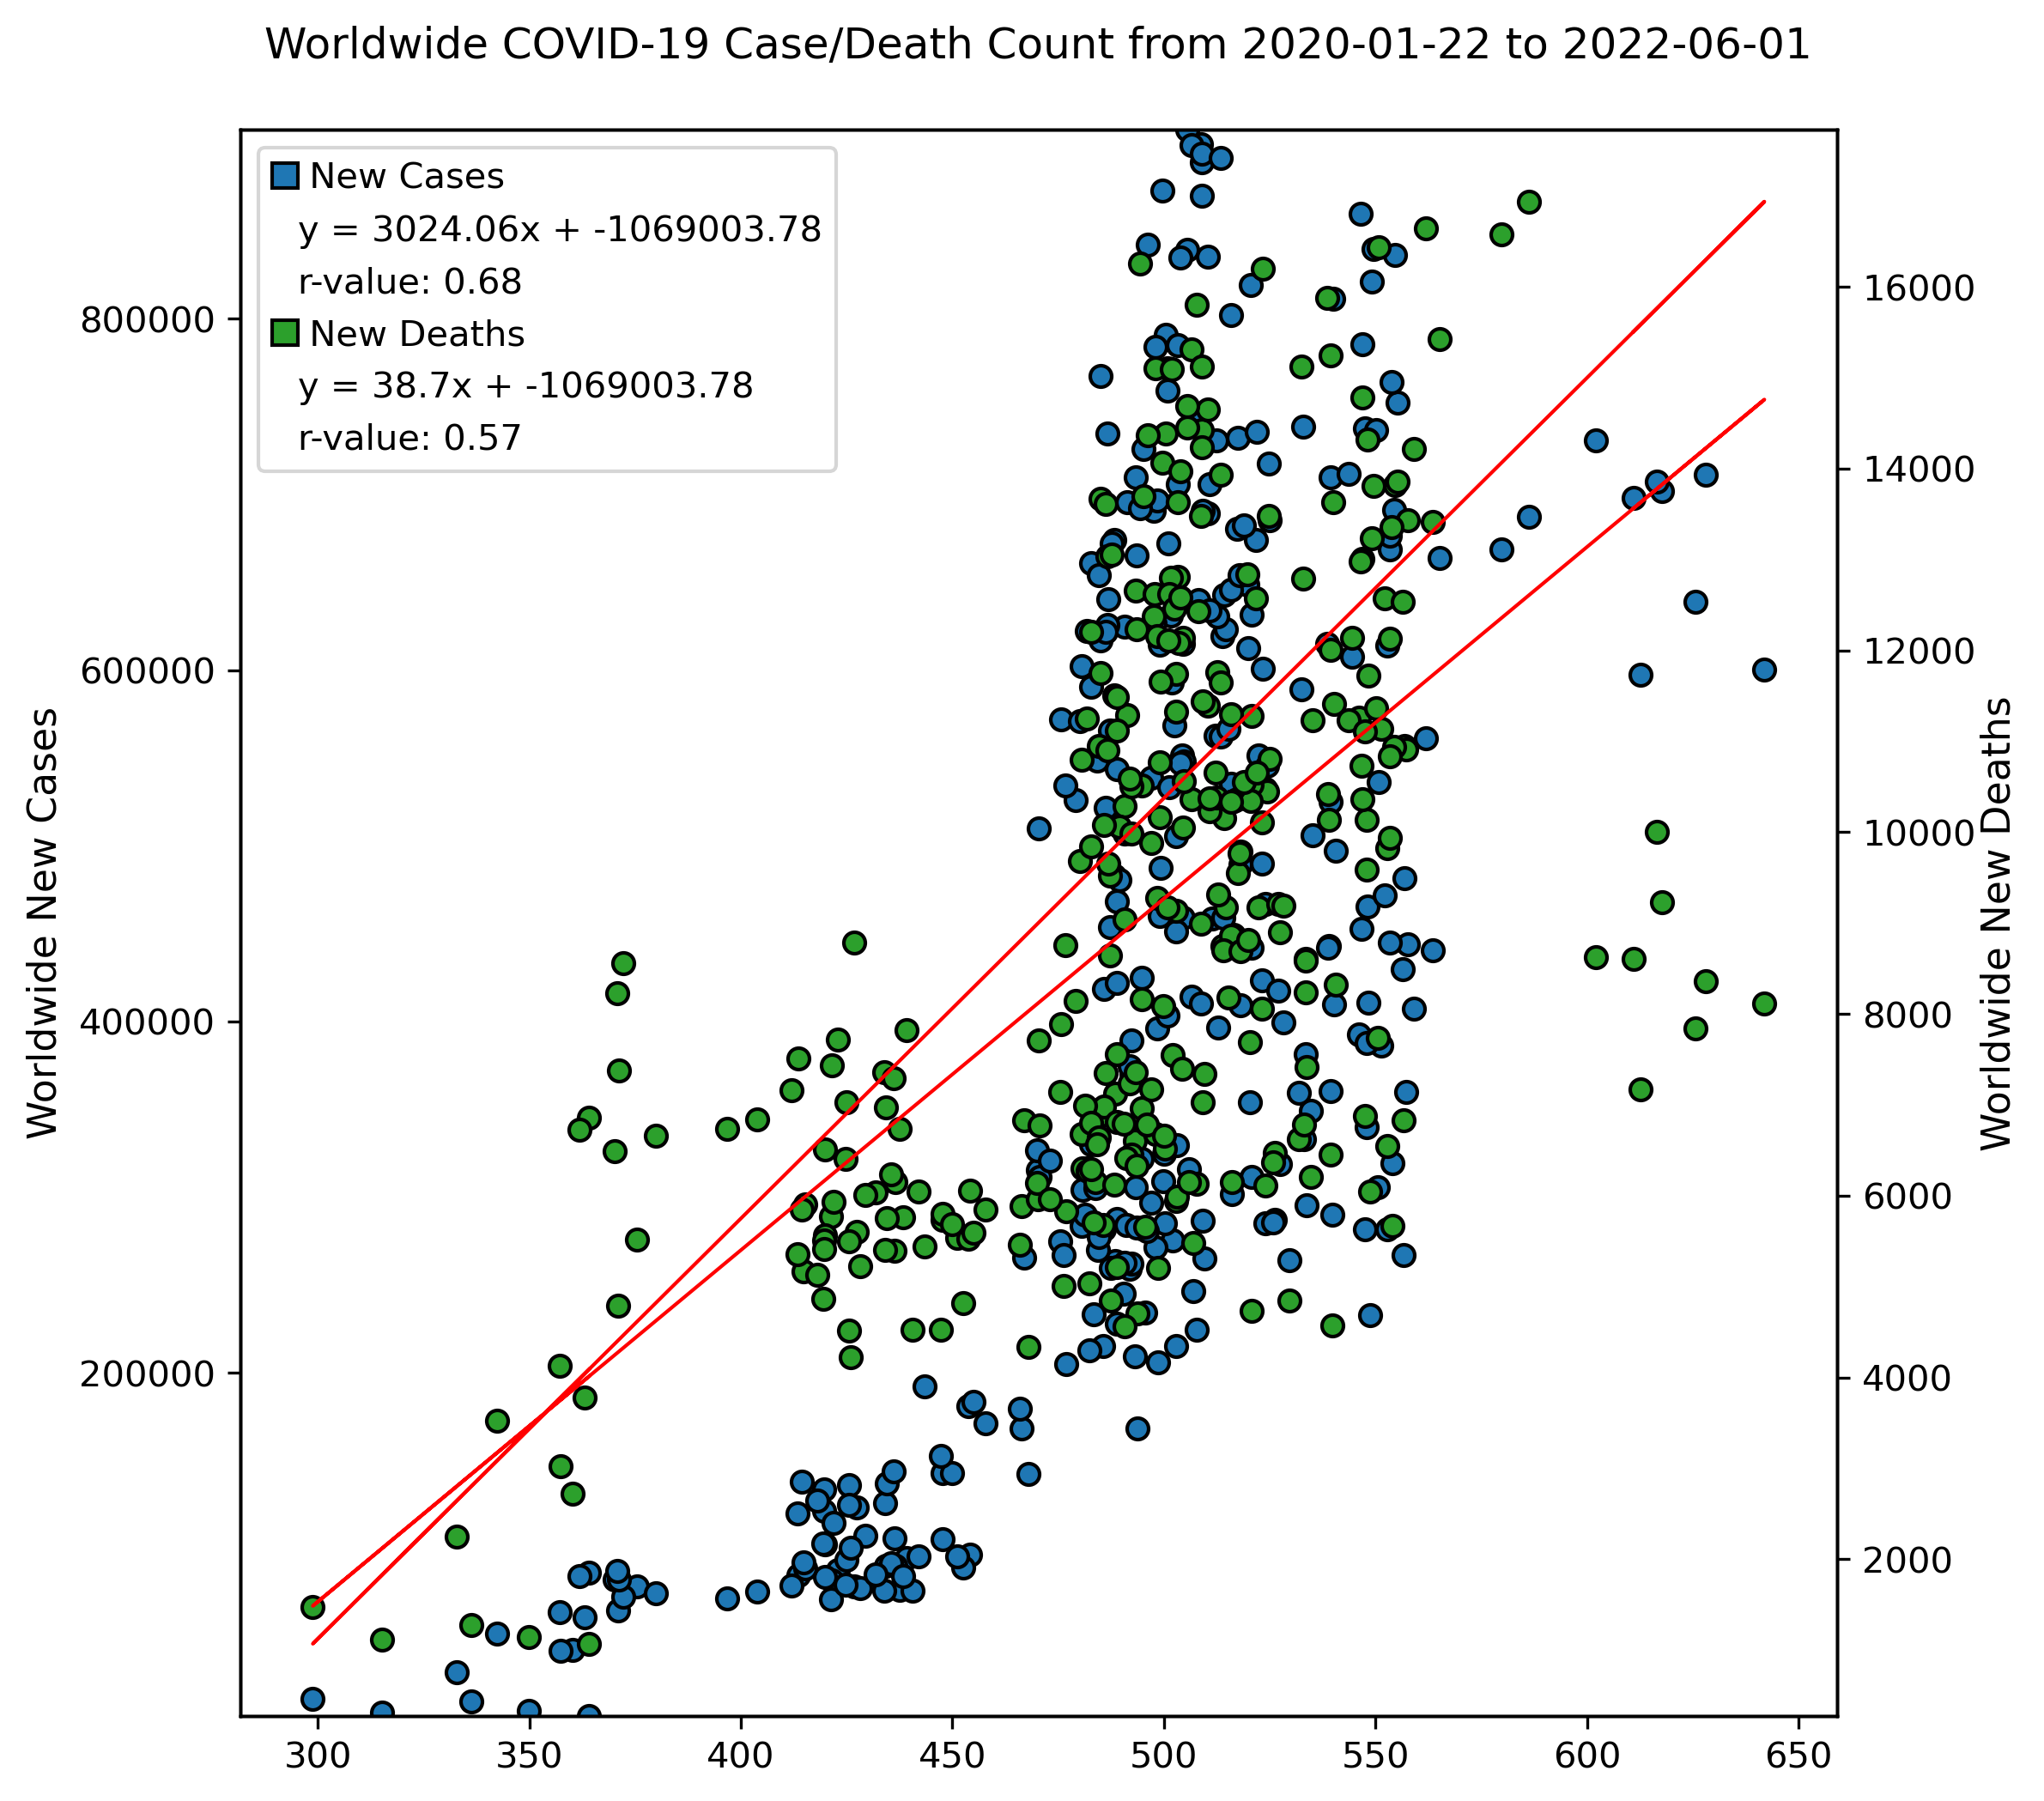 Worldwide COVID-19 Case/Death Count from 2020-01-22 to 2022-06-01
New Cases
y = 3024.06x + -1069003.78
r-value: 0.68
New Deaths
y = 38.7x + -1069003.78
r-value: 0.57
Worldwide New Cases
800000
600000
400000
200000
16000
14000
12000
10000
8000
6000
4000
2000
Worldwide New Deaths
300 350 400 450 500 550 600 650